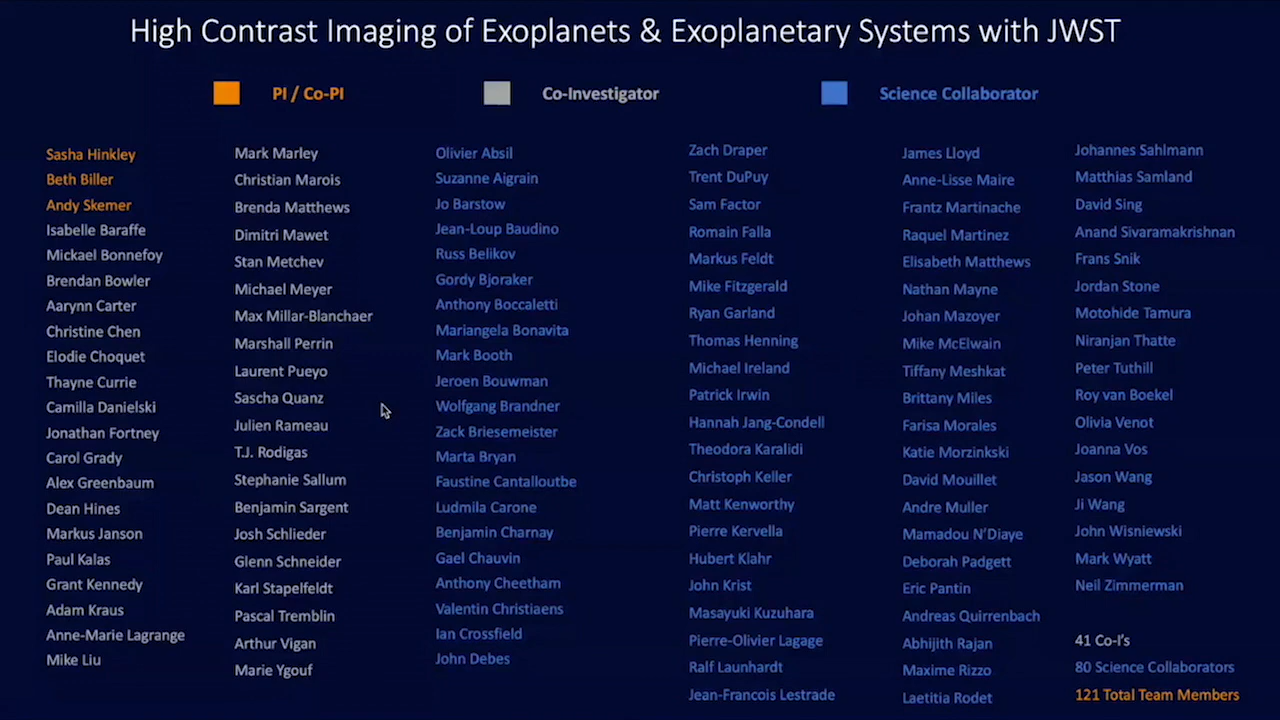 High Contrast Imaging of Exoplanets & Exoplanetary Systems with JWST
PI / Co-PI
Co-Investigator
Science Collaborator
Sasha Hinkley
Beth Biller
Andy Skemer
Isabelle Baraffe
Mickael Bonnefoy
Brendan Bowler
Aarynn Carter
Christine Chen
Elodie Choquet
Thayne Currie
Camilla Danielski
Jonathan Fortney
Carol Grady
Alex Greenbaum
Dean Hines
Markus Janson
Paul Kalas
Grant Kennedy
Adam Kraus
Anne-Marie Lagrange
Mike Liu
Mark Marley
Christian Marois
Brenda Matthews
Dimitri Mawet
Stan Metchev
Michael Meyer
Max Millar-Blanchaer
Marshall Perrin
Laurent Pueyo
Sascha Quanz
Julien Rameau
T.J. Rodigas
Stephanie Sallum
Benjamin Sargent
Josh Schlieder
Glenn Schneider
Karl Stapelfeldt
Pascal Tremblin
Arthur Vigan
Marie Ygouf
Olivier Absil
Suzanne Aigrain
Jo Barstow
Jean-Loup Baudino
Russ Belikov
Gordy Bjoraker
Anthony Boccaletti
Mariangela Bonavita
Mark Booth
Jeroen Bouwman
Wolfgang Brandner
Zack Briesemeister
Marta Bryan
Faustine Cantalloutbe
Ludmila Carone
Benjamin Charnay
Gael Chauvin
Anthony Cheetham
Valentin Christiaens
Ian Crossfield
John Debes
Zach Draper
Trent DuPuy
Sam Factor
Romain Falla
Markus Feldt
Mike Fitzgerald
Ryan Garland
Thomas Henning
Michael Ireland
Patrick Irwin
Hannah Jang-Condell
Theodora Karalidi
Christoph Keller
Matt Kenworthy
Pierre Kervella
Hubert Klahr
John Krist
Masayuki Kuzuhara
Pierre-Olivier Lagage
Ralf Launhardt
Jean-Francois Lestrade
James Lloyd
Anne-Lisse Maire
Frantz Martinache
Raquel Martinez
Elisabeth Matthews
Nathan Mayne
Johan Mazoyer
Mike McElwain
Tiffany Meshkat
Brittany Miles
Farisa Morales
Katie Morzinkski
David Mouillet
Andre Muller
Mamadou N'Diaye
Deborah Padgett
Eric Pantin
Andreas Quirrenbach
Abhijith Rajan
Maxime Rizzo
Laetitia Rodet
Johannes Sahlmann
Matthias Samland
David Sing
Anand Sivaramakrishnan
Frans Snik
Jordan Stone
Motohide Tamura
Niranjan Thatte
Peter Tuthill
Roy van Boekel
Olivia Venot
Joanna Vos
Jason Wang
Ji Wang
John Wisniewski
Mark Wyatt
Neil Zimmerman
41 Co-I's
80 Science Collaborators
121 Total Team Members